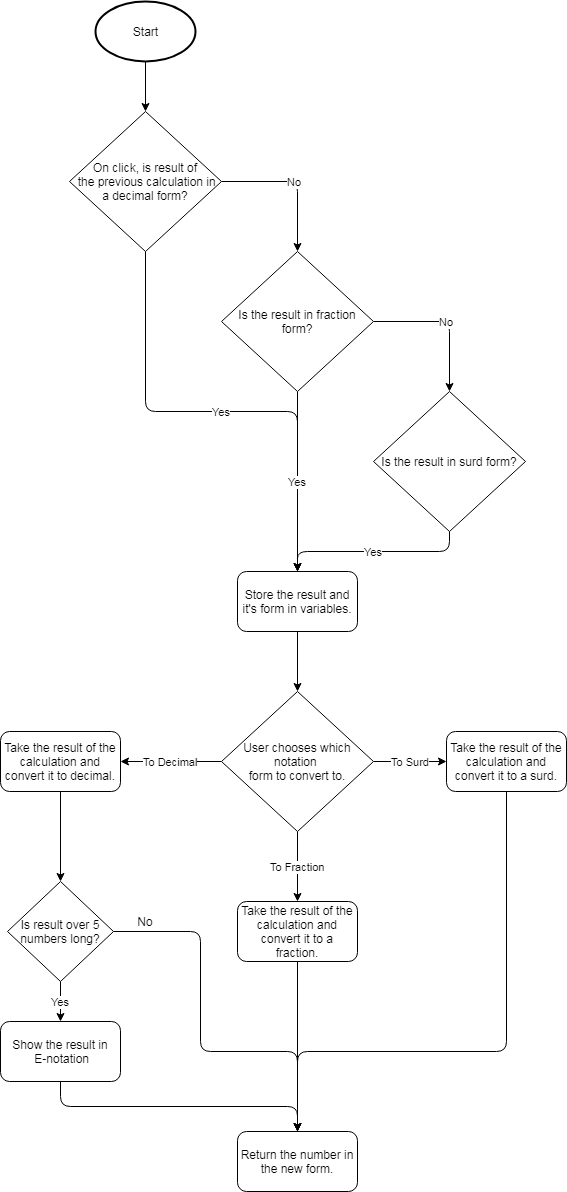 Start
On click, is result of
the previous calculation in
a decimal form?
No
Is the result in fraction
form?
No
Yes
Is the result in surd form?
Yes
Yes
Store the result and
it's form in variables.
Take the result of the
calculation and
convert it to decimal.
To Decimal
User chooses which
notation
form to convert to.
To Surd
Take the result of the
calculation and
convert it to a surd.
To Fraction
Is result over 5
numbers long?
No
Take the result of the
calculation and
convert it to a
fraction.
Yes
Show the result in
E-notation
Return the number in
the new form.